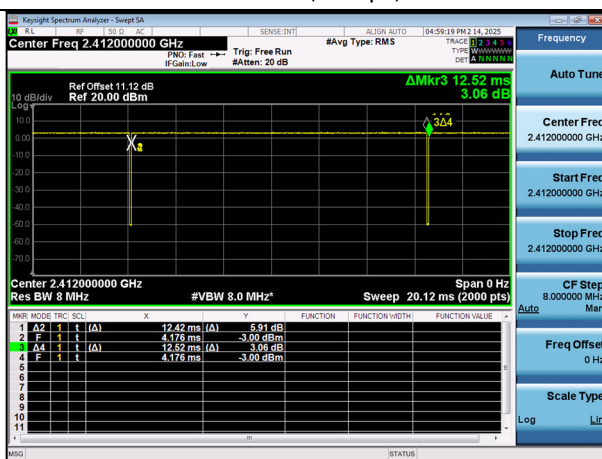 Keysight Spectrum Analyzer - Swept SA
RL RF 50 Ω AC SENSE:INT ALIGN AUTO 04:59:19 PM 2 14, 2025
Center Freq 2.412000000 GHz
PNO: Fast
IFGain:Low
Trig: Free Run
#Atten: 20 dB
#Avg Type: RMS
TRACE 1 2 3 4 5 6
TYPE WWWWWW
DET A N N N N N
Ref Offset 11.12 dB
Ref 20.00 dBm
10 dB/div
Log
ΔMkr3 12.52 ms
3.06 dB
10.0
0.00
-10.0
-20.0
-30.0
-40.0
-50.0
-60.0
-70.0
3Δ4
Center 2.412000000 GHz
Span 0 Hz
Res BW 8 MHz
#VBW 8.0 MHz*
Sweep 20.12 ms (2000 pts)
MKR MODE TRC SCL X Y FUNCTION FUNCTION WIDTH FUNCTION VALUE
1 Δ2 1 t (Δ) 12.42 ms (Δ) 5.91 dB
2 F 1 t 4.176 ms -3.00 dBm
3 Δ4 1 t (Δ) 12.52 ms (Δ) 3.06 dB
4 F 1 t 4.176 ms -3.00 dBm
5
6
7
8
9
10
11
MSG STATUS
Frequency
Auto Tune
Center Freq
2.412000000 GHz
Start Freq
2.412000000 GHz
Stop Freq
2.412000000 GHz
CF Step
8.000000 MHz
Auto Man
Freq Offset
0 Hz
Scale Type
Log Lin